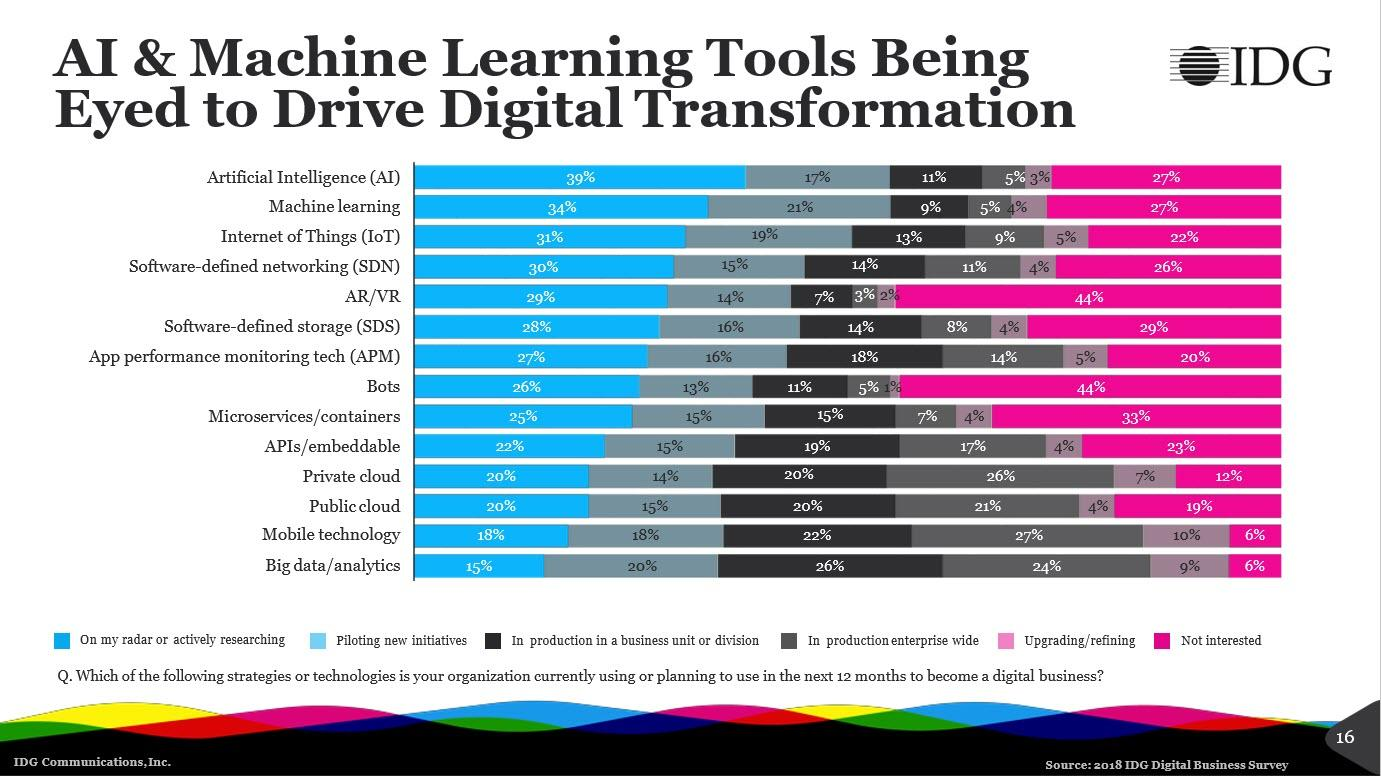 AI & Machine Learning Tools Being
Eyed to Drive Digital Transformation
IDG
Artificial Intelligence (AI) 39% 17% 11% 5% 3% 27%
Machine learning 34% 21% 9% 5% 4% 27%
Internet of Things (IoT) 31% 19% 13% 9% 5% 22%
Software-defined networking (SDN) 30% 15% 14% 11% 4% 26%
AR/VR 29% 14% 7% 3% 2% 44%
Software-defined storage (SDS) 28% 16% 14% 8% 4% 29%
App performance monitoring tech (APM) 27% 16% 18% 14% 5% 20%
Bots 26% 13% 11% 5% 1% 44%
Microservices/containers 25% 15% 15% 7% 4% 33%
APIs/embeddable 22% 15% 19% 17% 4% 23%
Private cloud 20% 14% 20% 26% 7% 12%
Public cloud 20% 15% 20% 21% 4% 19%
Mobile technology 18% 18% 22% 27% 10% 6%
Big data/analytics 15% 20% 26% 24% 9% 6%
On my radar or actively researching Piloting new initiatives In production in a business unit or division In production enterprise wide Upgrading/refining Not interested
Q. Which of the following strategies or technologies is your organization currently using or planning to use in the next 12 months to become a digital business?
16
IDG Communications, Inc.
Source: 2018 IDG Digital Business Survey